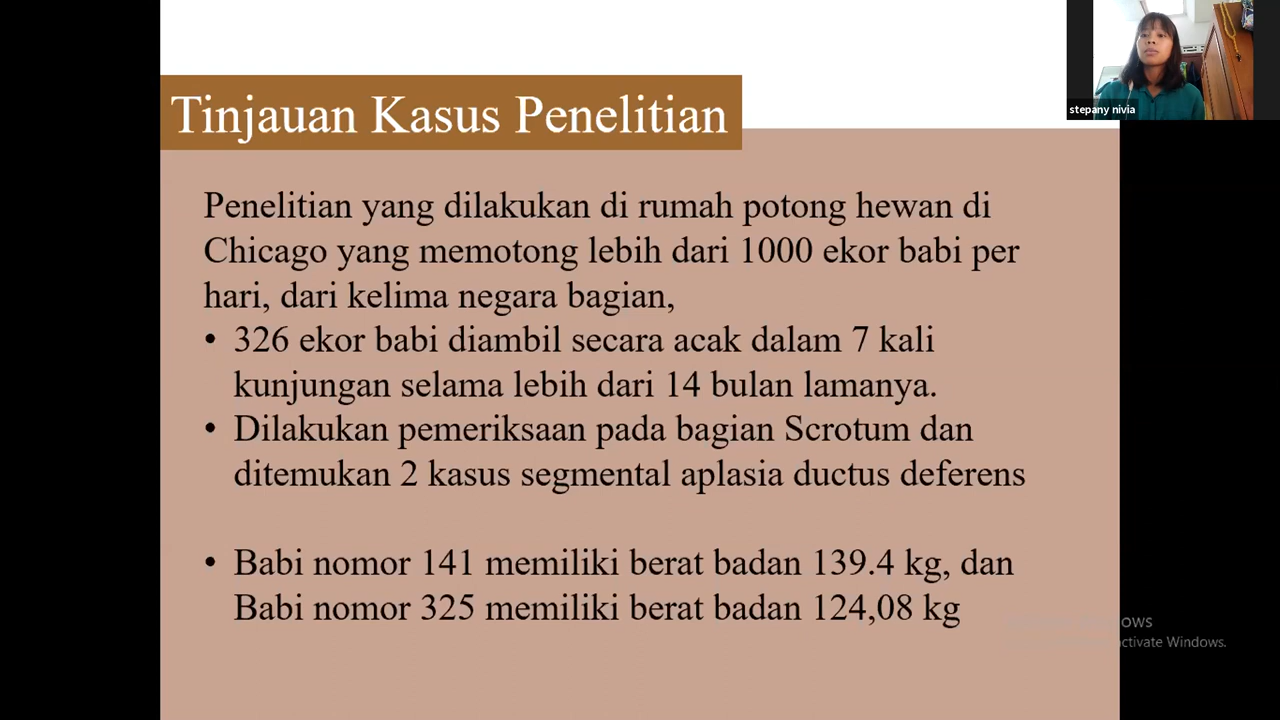 Tinjauan Kasus Penelitian
stepany nivia
Penelitian yang dilakukan di rumah potong hewan di
Chicago yang memotong lebih dari 1000 ekor babi per
hari, dari kelima negara bagian,
• 326 ekor babi diambil secara acak dalam 7 kali
kunjungan selama lebih dari 14 bulan lamanya.
• Dilakukan pemeriksaan pada bagian Scrotum dan
ditemukan 2 kasus segmental aplasia ductus deferens
• Babi nomor 141 memiliki berat badan 139.4 kg, dan
Babi nomor 325 memiliki berat badan 124,08 kg
Windows.